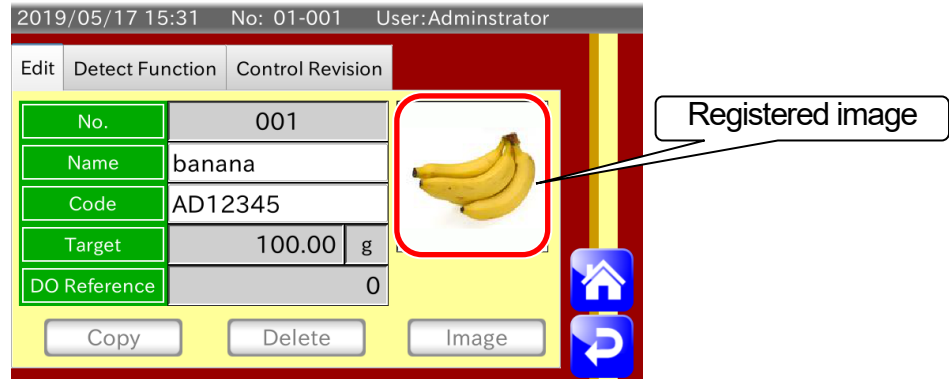 2019/05/17 15:31 No: 01-001 User:Adminstrator
Edit Detect Function Control Revision
No. 001
Name banana
Code AD12345
Target 100.00 g
DO Reference 0
Copy Delete Image
Registered image